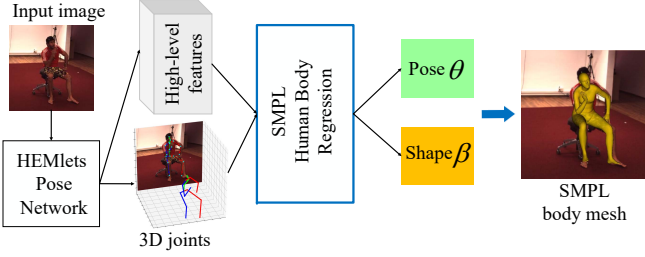 Input image
HEMlets
Pose
Network
High-level
features
3D joints
SMPL
Human Body
Regression
Pose θ
Shape β
SMPL
body mesh